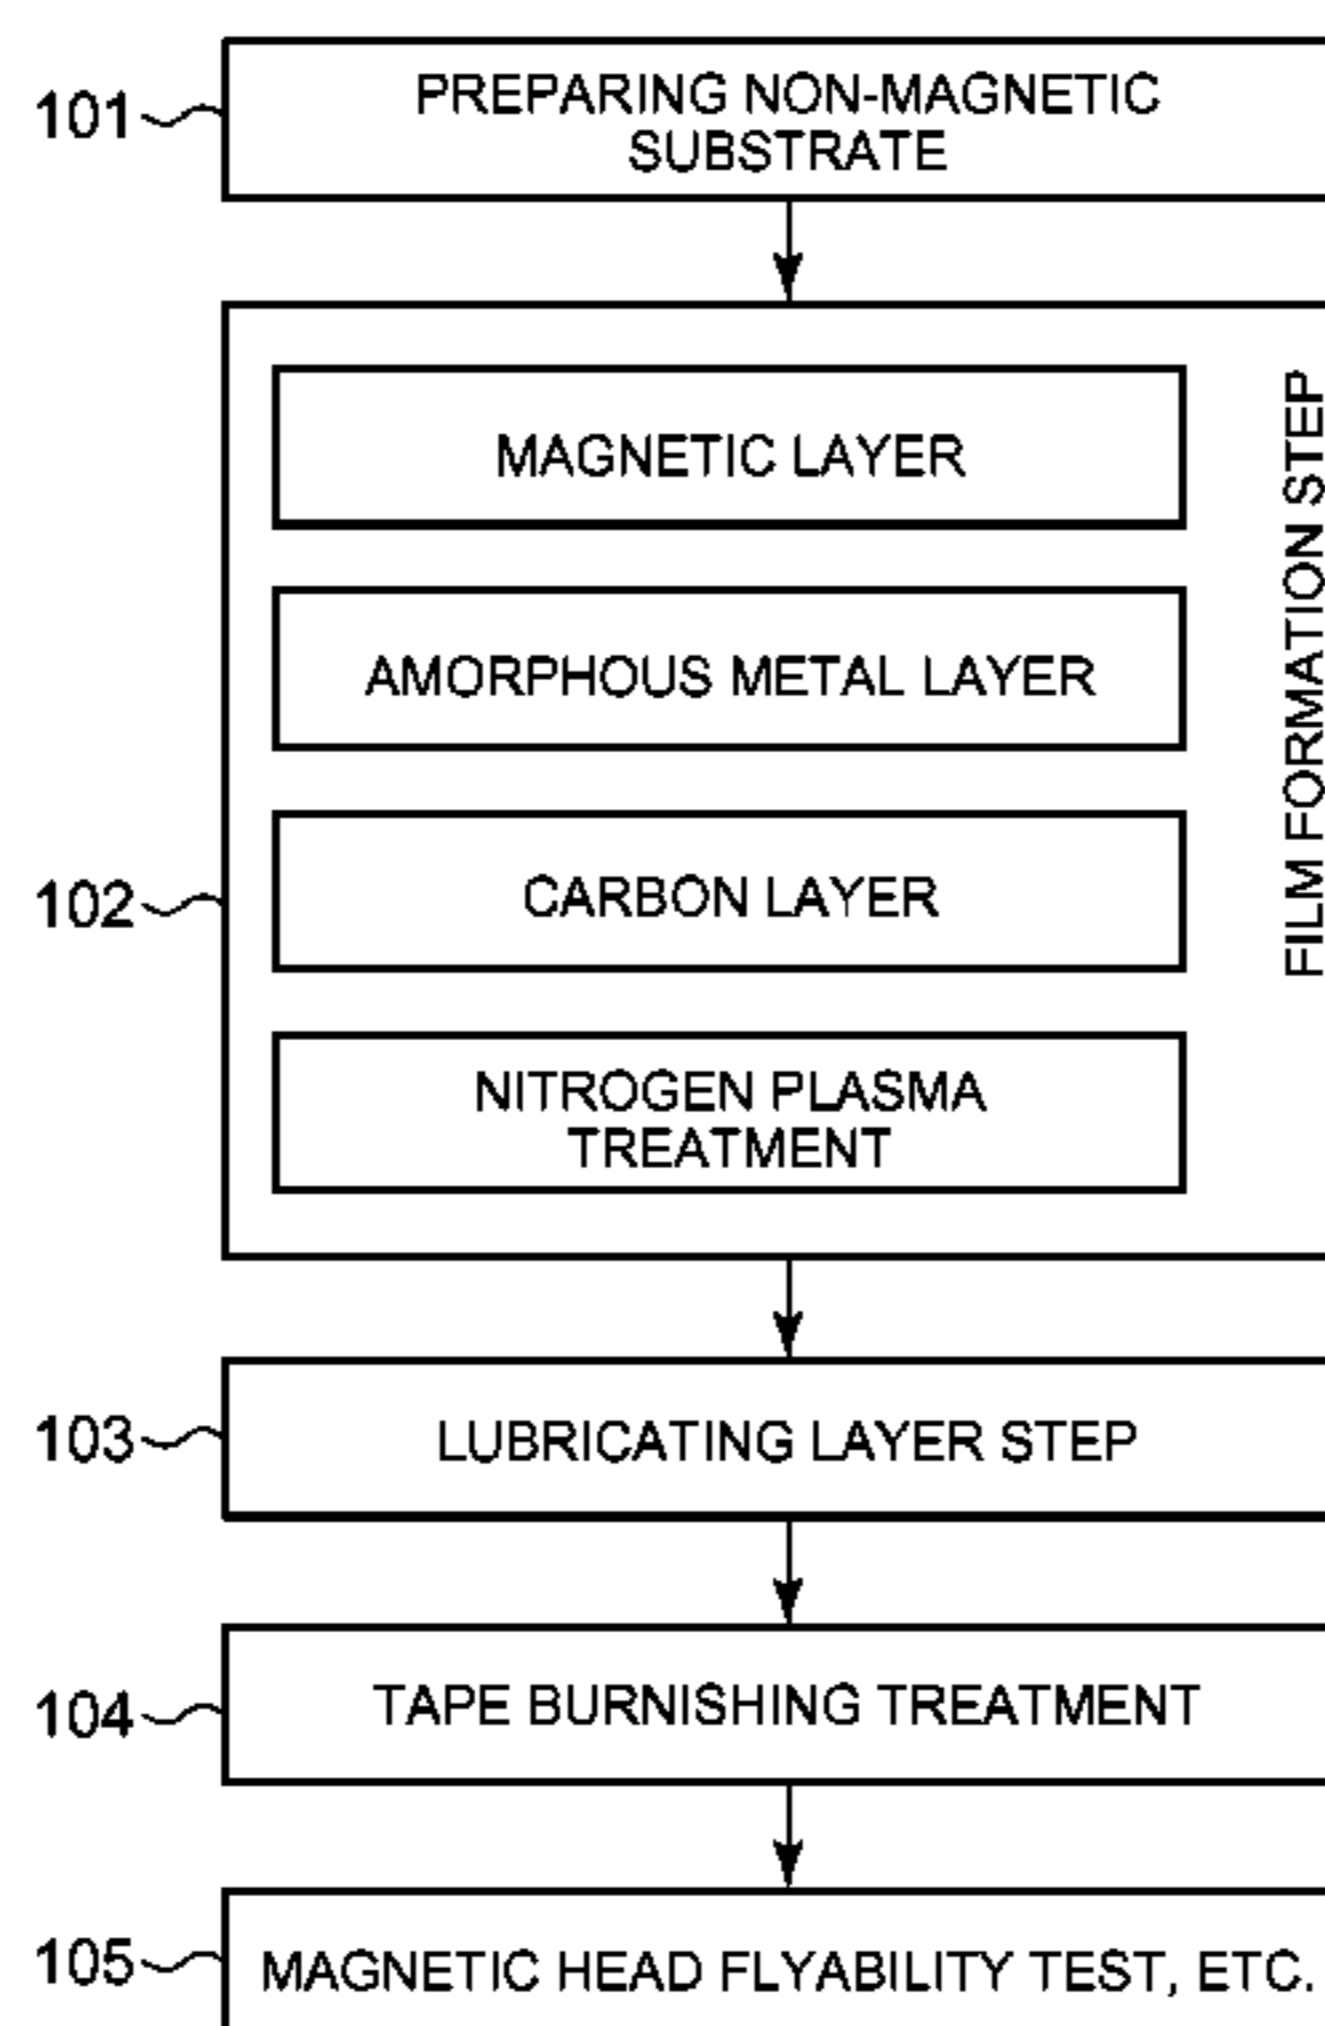 101
PREPARING NON-MAGNETIC
SUBSTRATE
102
FILM FORMATION STEP
MAGNETIC LAYER
AMORPHOUS METAL LAYER
CARBON LAYER
NITROGEN PLASMA
TREATMENT
103
LUBRICATING LAYER STEP
104
TAPE BURNISHING TREATMENT
105
MAGNETIC HEAD FLYABILITY TEST, ETC.